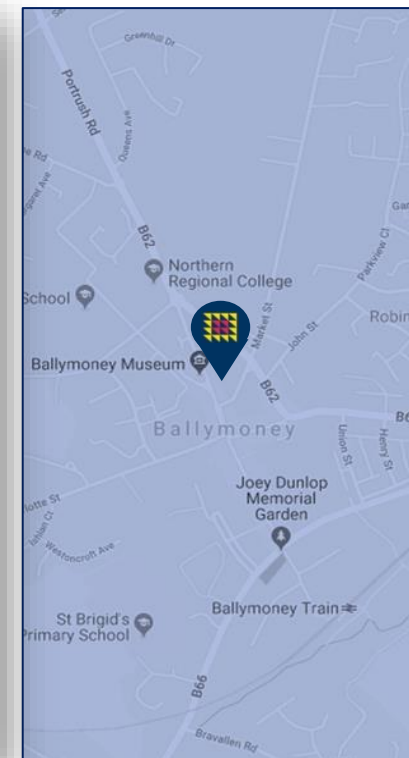 Greenhill Dr
Portrush Rd
Queens Ave
B62
Northern
Regional College
School
Ballymoney Museum
Market St
John St
Parkview Ct
Robin
B62
Ballymoney
Union St
Henry St
Joey Dunlop
Memorial
Garden
Westoncroft Ave
Ballymoney Train
St Brigid's
Primary School
B66
Bravallen Rd